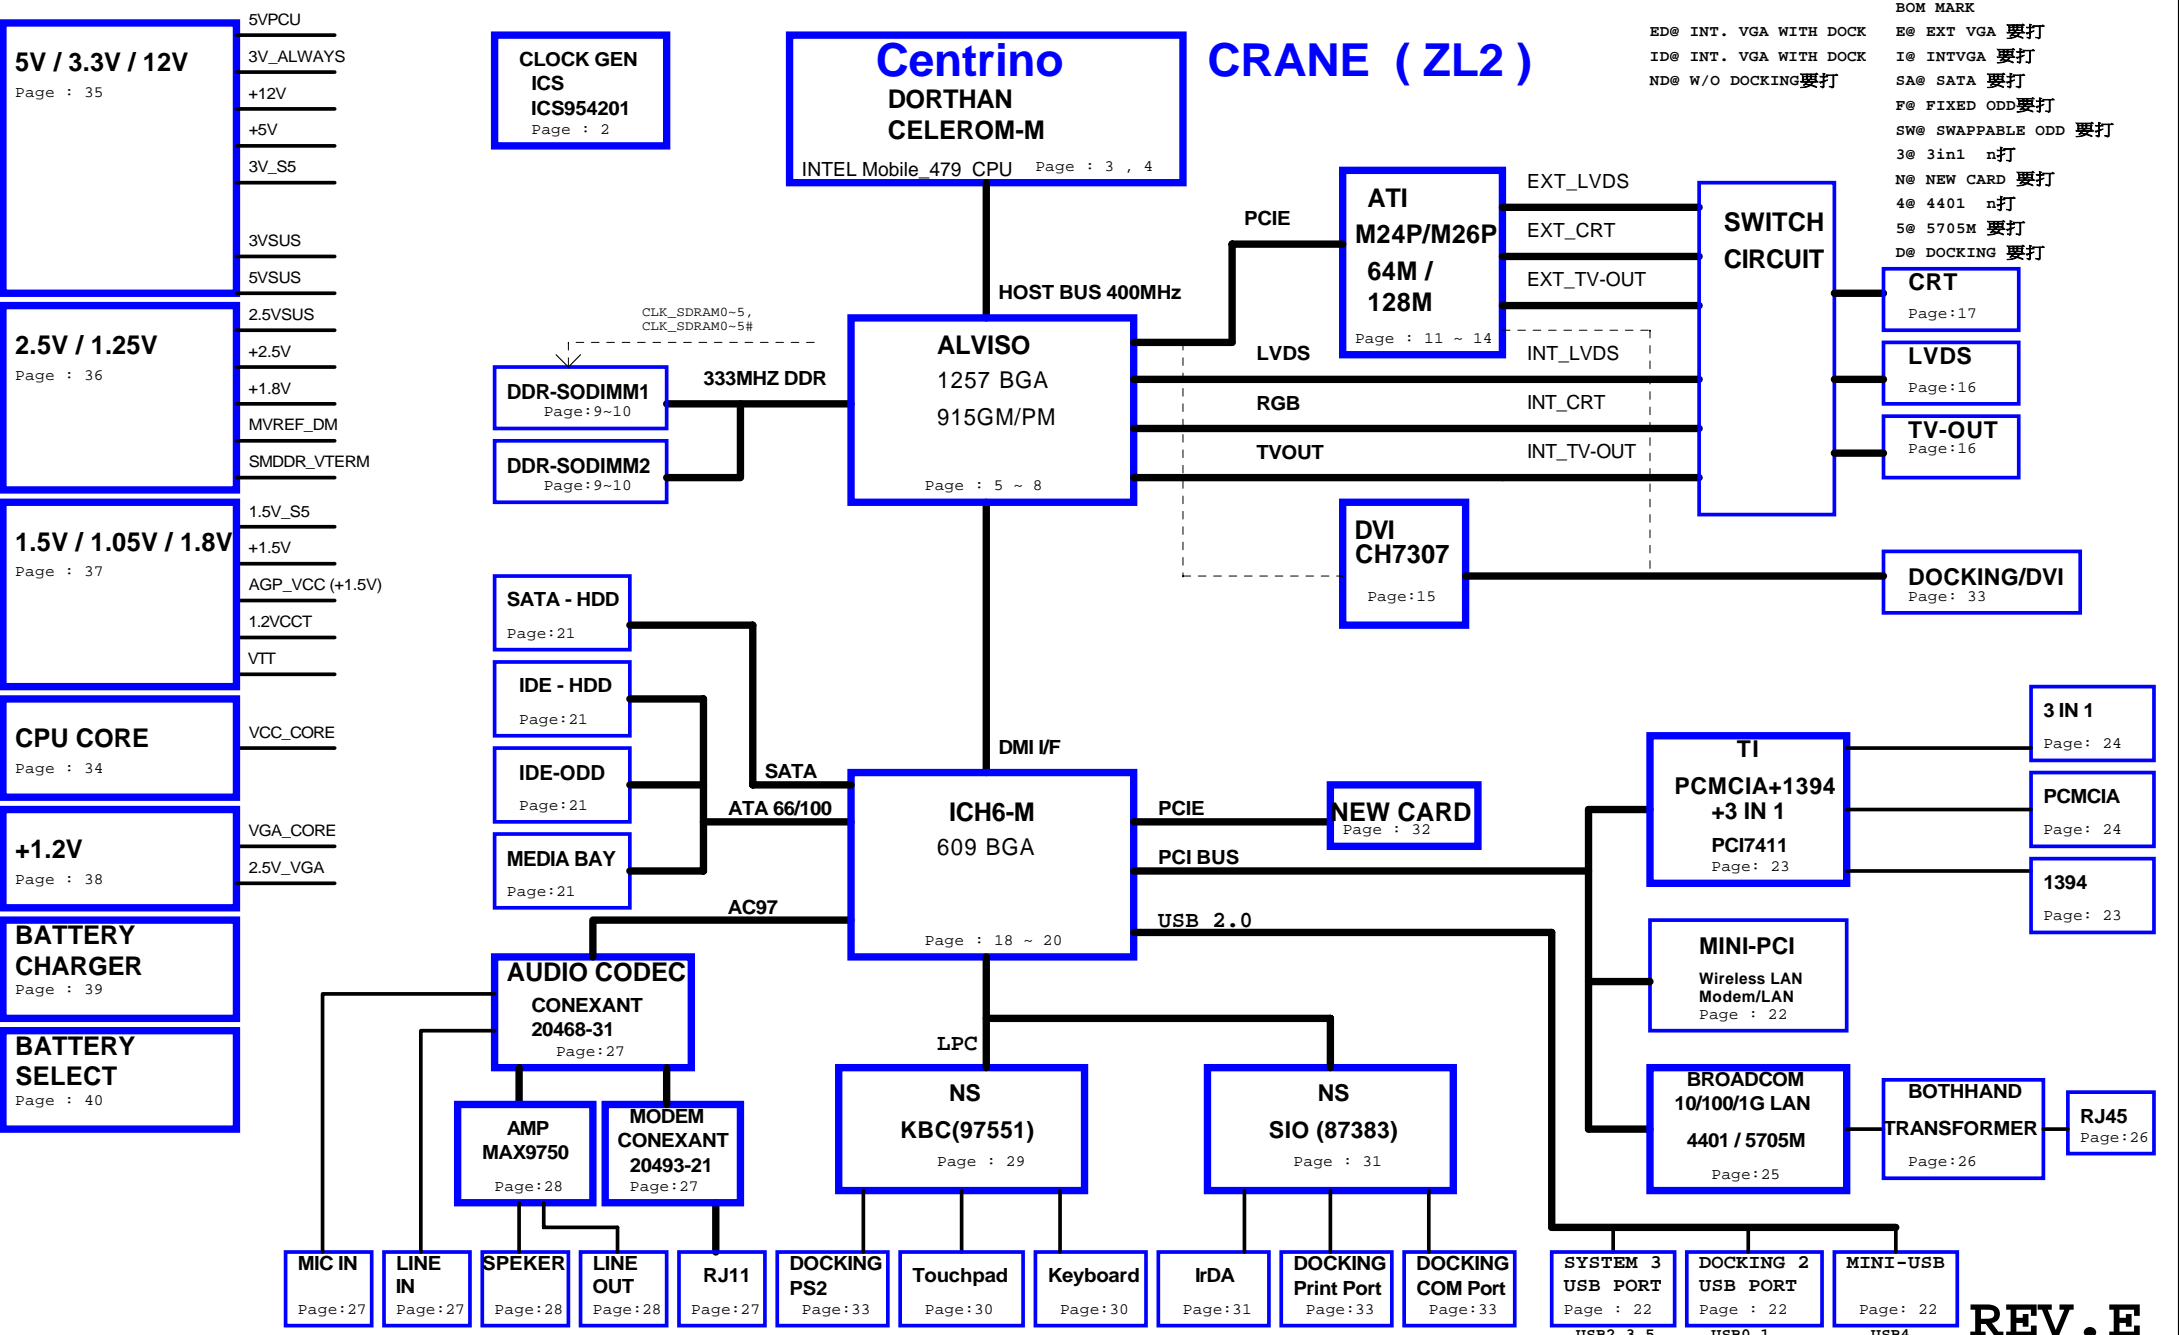 5V / 3.3V / 12V
Page : 35
5VPCU
3V_ALWAYS
+12V
+5V
3V_S5
3VSUS
5VSUS
2.5V / 1.25V
Page : 36
2.5VSUS
+2.5V
+1.8V
MVREF_DM
SMDDR_VTERM
1.5V / 1.05V / 1.8V
Page : 37
1.5V_S5
+1.5V
AGP_VCC (+1.5V)
1.2VCCT
VTT
CPU CORE
Page : 34
VCC_CORE
+1.2V
Page : 38
VGA_CORE
2.5V_VGA
BATTERY
CHARGER
Page : 39
BATTERY
SELECT
Page : 40
CLOCK GEN
ICS
ICS954201
Page : 2
Centrino
DORTHAN
CELEROM-M
INTEL Mobile_479 CPU Page : 3 , 4
CRANE ( ZL2 )
BOM MARK
ED@ INT. VGA WITH DOCK
ID@ INT. VGA WITH DOCK
ND@ W/O DOCKING要打
E@ EXT VGA 要打
I@ INTVGA 要打
SA@ SATA 要打
F@ FIXED ODD要打
SW@ SWAPPABLE ODD 要打
3@ 3in1 n打
N@ NEW CARD 要打
4@ 4401 n打
5@ 5705M 要打
D@ DOCKING 要打
HOST BUS 400MHz
PCIE
ATI
M24P/M26P
64M /
128M
Page : 11 ~ 14
EXT_LVDS
EXT_CRT
EXT_TV-OUT
SWITCH
CIRCUIT
CRT
Page:17
LVDS
Page:16
TV-OUT
Page:16
CLK_SDRAM0~5,
CLK_SDRAM0~5#
DDR-SODIMM1
Page:9~10
DDR-SODIMM2
Page:9~10
333MHZ DDR
ALVISO
1257 BGA
915GM/PM
Page : 5 ~ 8
LVDS
INT_LVDS
RGB
INT_CRT
TVOUT
INT_TV-OUT
DVI
CH7307
Page:15
DOCKING/DVI
Page: 33
SATA - HDD
Page:21
IDE - HDD
Page:21
IDE-ODD
Page:21
MEDIA BAY
Page:21
SATA
ATA 66/100
AC97
DMI I/F
ICH6-M
609 BGA
Page : 18 ~ 20
PCIE
NEW CARD
Page : 32
PCI BUS
USB 2.0
TI
PCMCIA+1394
+3 IN 1
PCI7411
Page: 23
3 IN 1
Page: 24
PCMCIA
Page: 24
1394
Page: 23
MINI-PCI
Wireless LAN
Modem/LAN
Page : 22
BROADCOM
10/100/1G LAN
4401 / 5705M
Page:25
BOTHHAND
TRANSFORMER
Page:26
RJ45
Page:26
AUDIO CODEC
CONEXANT
20468-31
Page:27
AMP
MAX9750
Page:28
MODEM
CONEXANT
20493-21
Page:27
LPC
NS
KBC(97551)
Page : 29
NS
SIO (87383)
Page : 31
MIC IN
Page:27
LINE
IN
Page:27
SPEKER
Page:28
LINE
OUT
Page:28
RJ11
Page:27
DOCKING
PS2
Page:33
Touchpad
Page:30
Keyboard
Page:30
IrDA
Page:31
DOCKING
Print Port
Page:33
DOCKING
COM Port
Page:33
SYSTEM 3
USB PORT
Page : 22
USB2,3,5
DOCKING 2
USB PORT
Page : 22
USB0,1
MINI-USB
Page: 22
USB4
REV.E